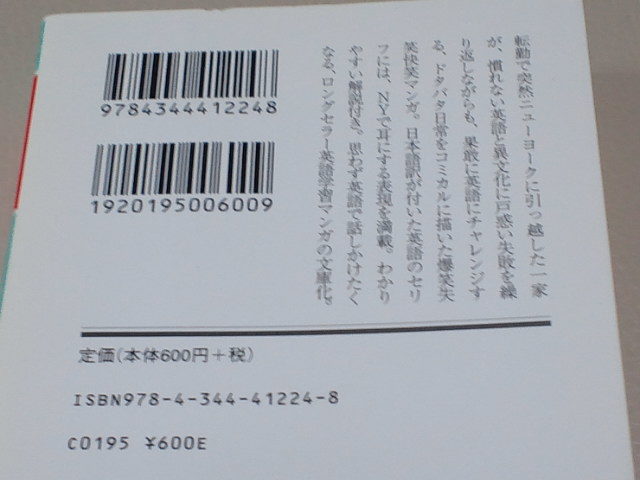 9784344412248
1920195006009
転勤で突然ニューヨークに引っ越した一家
が、慣れない英語と異文化に戸惑い失敗を繰
り返しながらも、果敢に英語にチャレンジす
る、ドタバタ日常をコミカルに描いた爆笑失
笑快笑マンガ。日本語訳が付いた英語のセリ
フには、NYで耳にする表現を満載。わかり
やすい解説付き。思わず英語で話しかけたく
なる、ロングセラー英語学習マンガの文庫化。
定価(本体600円+税)
ISBN978-4-344-41224-8
C0195 ¥600E